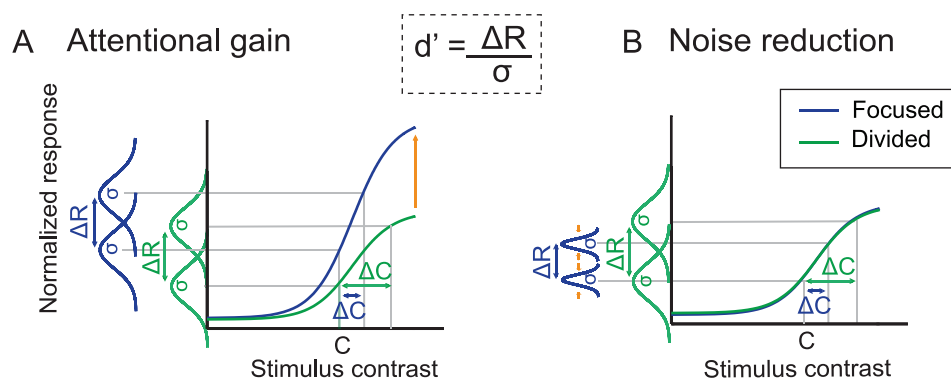 A Attentional gain
d' = ΔR
σ
B Noise reduction
Focused
Divided
Normalized response
σ
σ
ΔR
σ
σ
ΔR
ΔC
ΔC
C
Stimulus contrast
σ
σ
ΔR
σ
σ
ΔR
ΔC
ΔC
C
Stimulus contrast